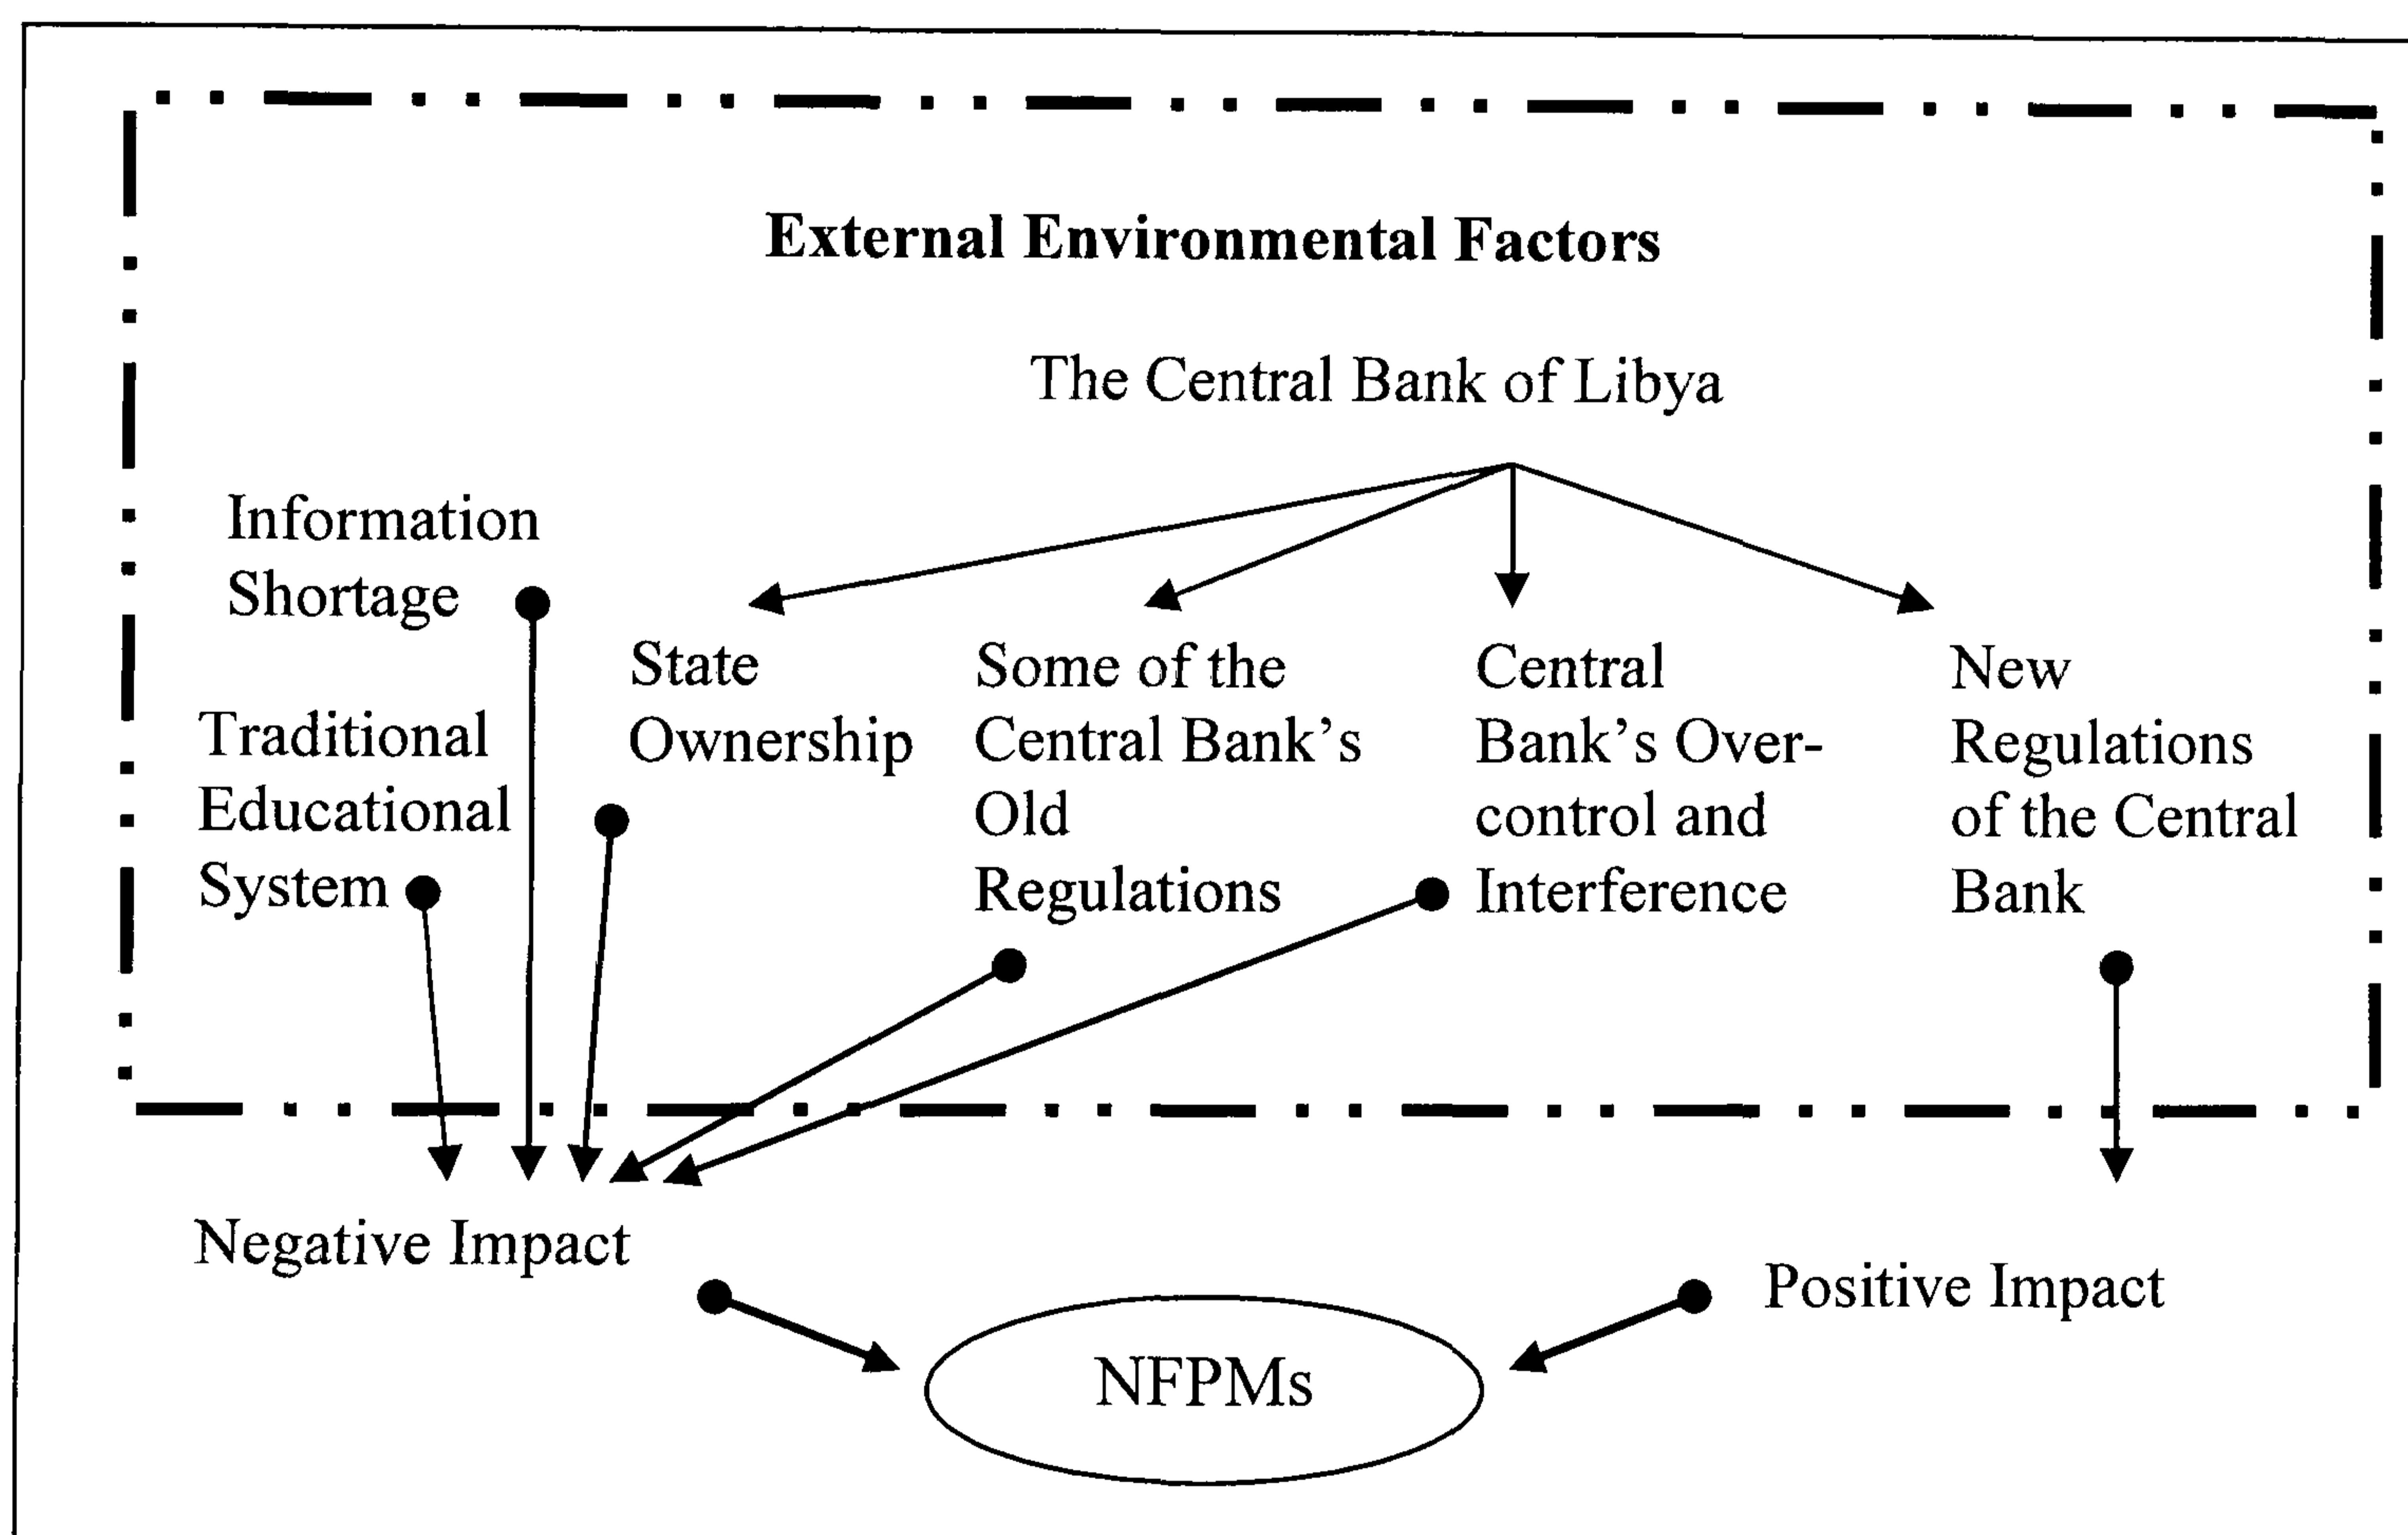 External Environmental Factors
The Central Bank of Libya
Information
Shortage
Traditional
Educational
System
State
Ownership
Some of the
Central Bank's
Old
Regulations
Central
Bank's Over-
control and
Interference
New
Regulations
of the Central
Bank
Negative Impact
Positive Impact
NFPMs